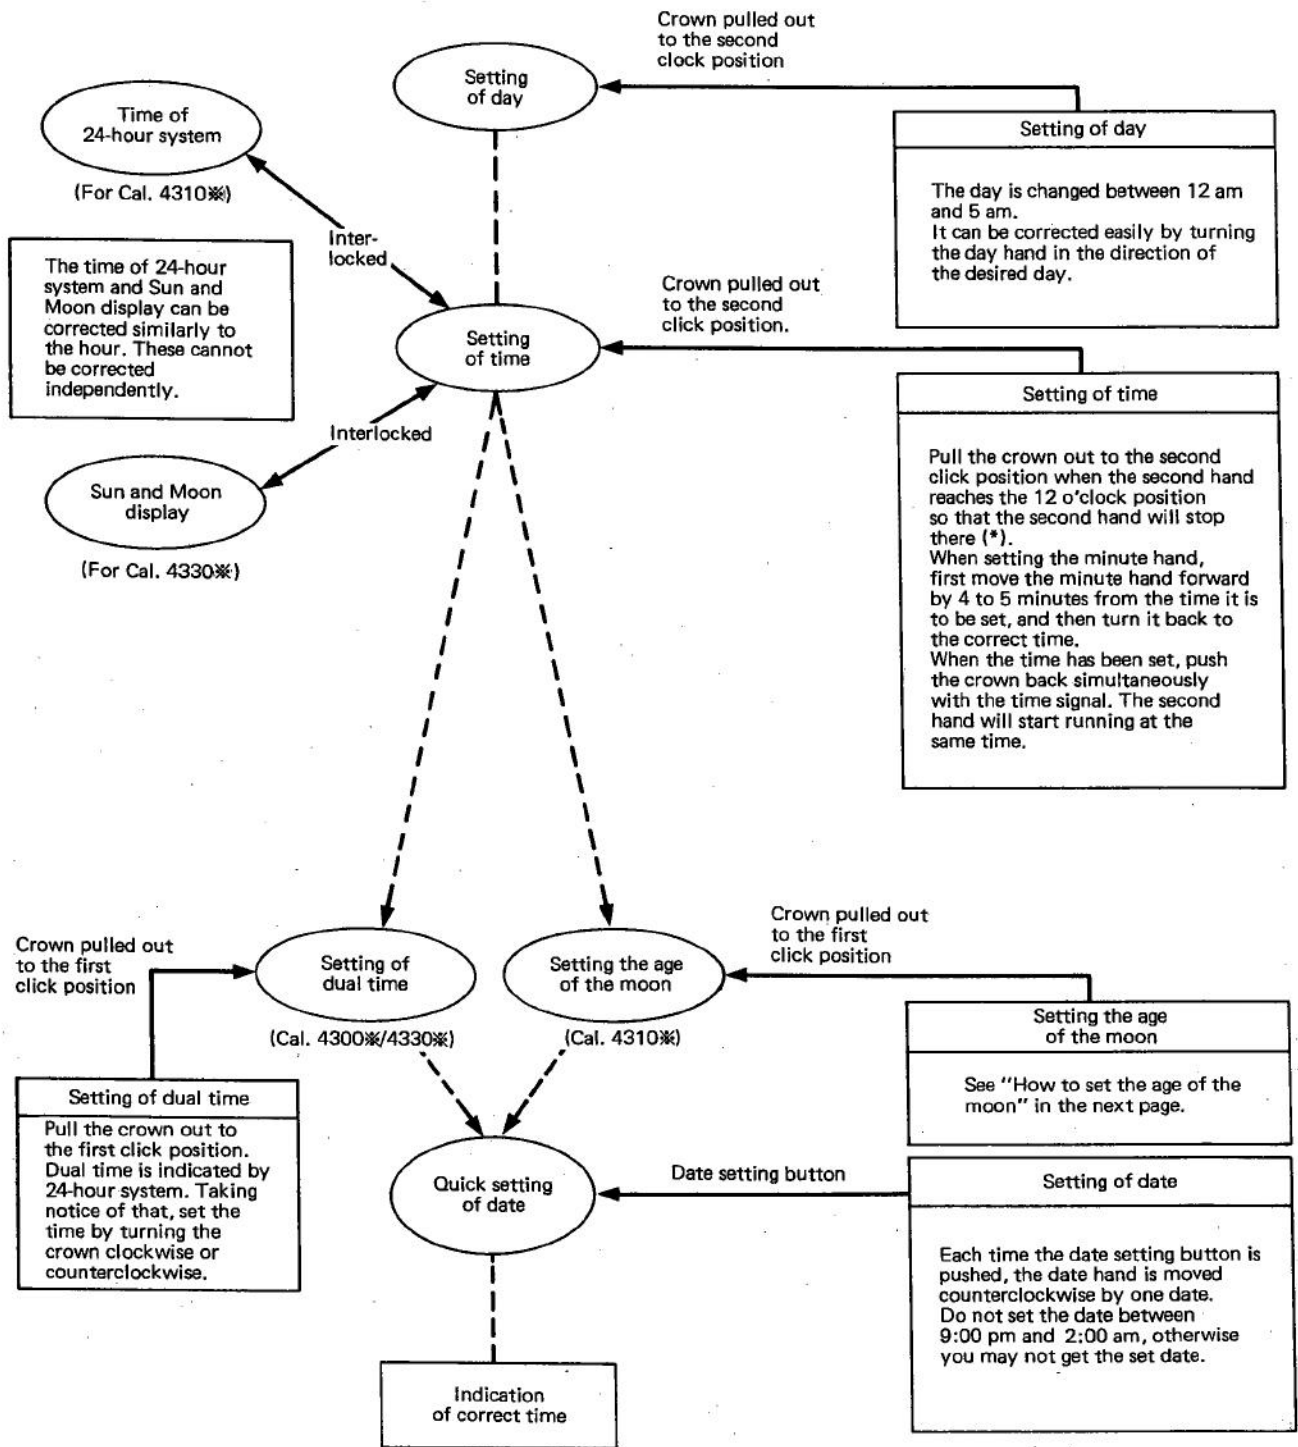 Crown pulled out
to the second
clock position
Setting
of day
Time of
24-hour system
(For Cal. 4310※)
Setting of day
The day is changed between 12 am
and 5 am.
It can be corrected easily by turning
the day hand in the direction of
the desired day.
Inter-
locked
The time of 24-hour
system and Sun and
Moon display can be
corrected similarly to
the hour. These cannot
be corrected
independently.
Crown pulled out
to the second
click position.
Setting
of time
Setting of time
Pull the crown out to the second
click position when the second hand
reaches the 12 o'clock position
so that the second hand will stop
there (*).
When setting the minute hand,
first move the minute hand forward
by 4 to 5 minutes from the time it is
to be set, and then turn it back to
the correct time.
When the time has been set, push
the crown back simultaneously
with the time signal. The second
hand will start running at the
same time.
Interlocked
Sun and Moon
display
(For Cal. 4330※)
Crown pulled out
to the first
click position
Setting of
dual time
(Cal. 4300※/4330※)
Setting the age
of the moon
(Cal. 4310※)
Crown pulled out
to the first
click position
Setting the age
of the moon
See "How to set the age of the
moon" in the next page.
Setting of dual time
Pull the crown out to
the first click position.
Dual time is indicated by
24-hour system. Taking
notice of that, set the
time by turning the
crown clockwise or
counterclockwise.
Quick setting
of date
Date setting button
Setting of date
Each time the date setting button is
pushed, the date hand is moved
counterclockwise by one date.
Do not set the date between
9:00 pm and 2:00 am, otherwise
you may not get the set date.
Indication
of correct time